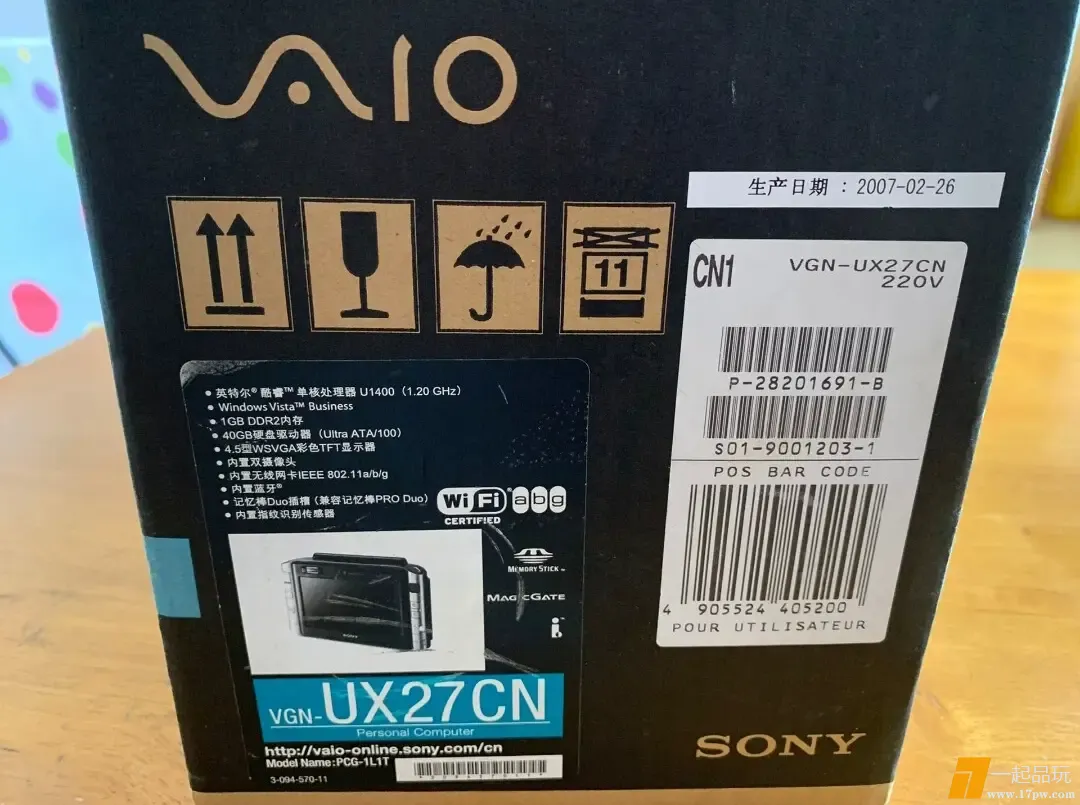 VAIO
生产日期 : 2007-02-26
11
CN1
VGN-UX27CN
220V
P-28201691-B
S01-9001203-1
POS BAR CODE
4 905524 405200
POUR UTILISATEUR
• 英特尔® 酷睿™ 单核处理器 U1400（1.20 GHz）
• Windows Vista™ Business
• 1GB DDR2内存
• 40GB硬盘驱动器（Ultra ATA/100）
• 4.5型WSVGA彩色TFT显示器
• 内置双摄像头
• 内置无线网卡IEEE 802.11a/b/g
• 内置蓝牙®
• 记忆棒Duo插槽（兼容记忆棒PRO Duo）
• 内置指纹识别传感器
Wi Fi® abg
CERTIFIED
MEMORY STICK™
MAGICGATE
i™
SONY
VGN-UX27CN
Personal Computer
http://vaio-online.sony.com/cn
Model Name:PCG-1L1T
3-094-570-11
SONY
一起品玩
www.17pw.com